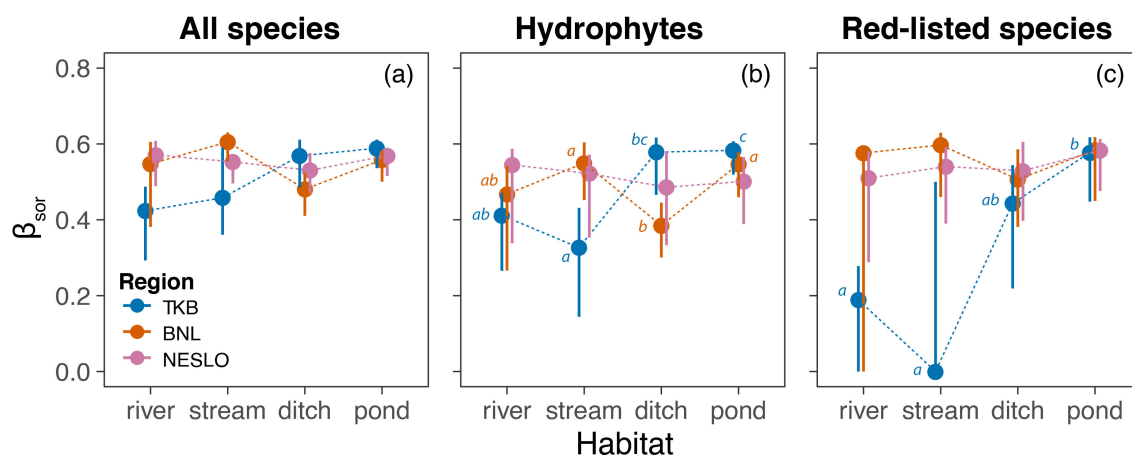 All species
Hydrophytes
Red-listed species
(a)
(b)
(c)
βsor
0.8
0.6
0.4
0.2
0.0
Region
TKB
BNL
NESLO
ab
ab
a
a
bc
b
c
a
a
a
ab
b
river stream ditch pond
river stream ditch pond
river stream ditch pond
Habitat